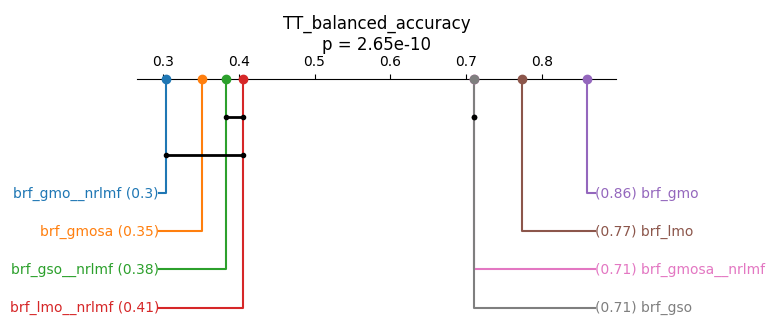 TT_balanced_accuracy
p = 2.65e-10
0.3 0.4 0.5 0.6 0.7 0.8
brf_gmo__nrlmf (0.3) (0.86) brf_gmo
brf_gmosa (0.35) (0.77) brf_lmo
brf_gso__nrlmf (0.38) (0.71) brf_gmosa__nrlmf
brf_lmo__nrlmf (0.41) (0.71) brf_gso